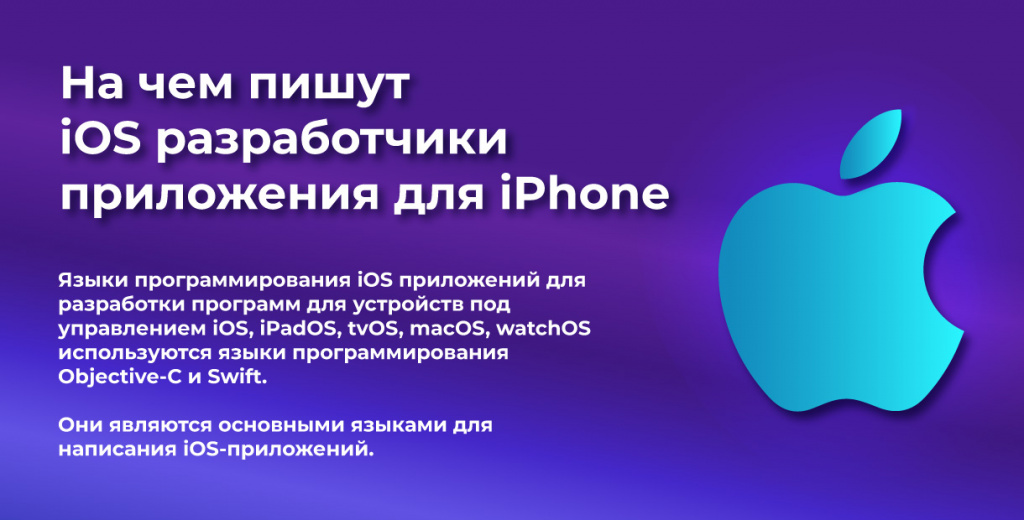 На чем пишут
iOS разработчики
приложения для iPhone
Языки программирования iOS приложений для
разработки программ для устройств под
управлением iOS, iPadOS, tvOS, macOS, watchOS
используются языки программирования
Objective-C и Swift.
Они являются основными языками для
написания iOS-приложений.